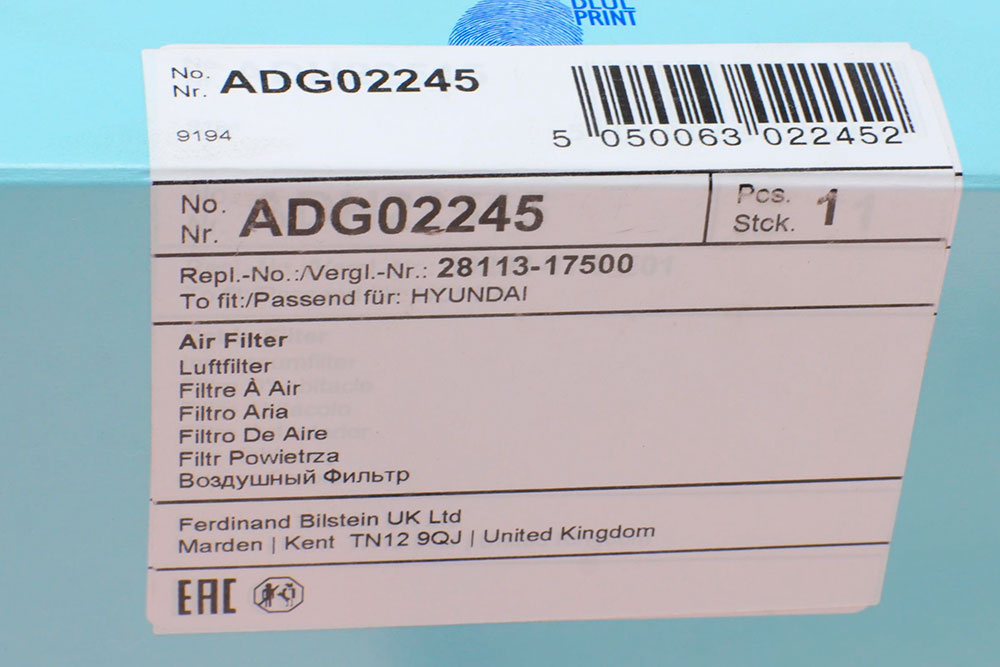 BLUE
PRINT
No.
Nr. ADG02245
9194
5 050063 022452
No.
Nr. ADG02245
Pcs.
Stck. 1
Repl.-No.:/Vergl.-Nr.: 28113-17500
To fit:/Passend für: HYUNDAI
Air Filter
Luftfilter
Filtre À Air
Filtro Aria
Filtro De Aire
Filtr Powietrza
Воздушный Фильтр
Ferdinand Bilstein UK Ltd
Marden | Kent TN12 9QJ | United Kingdom
EAC